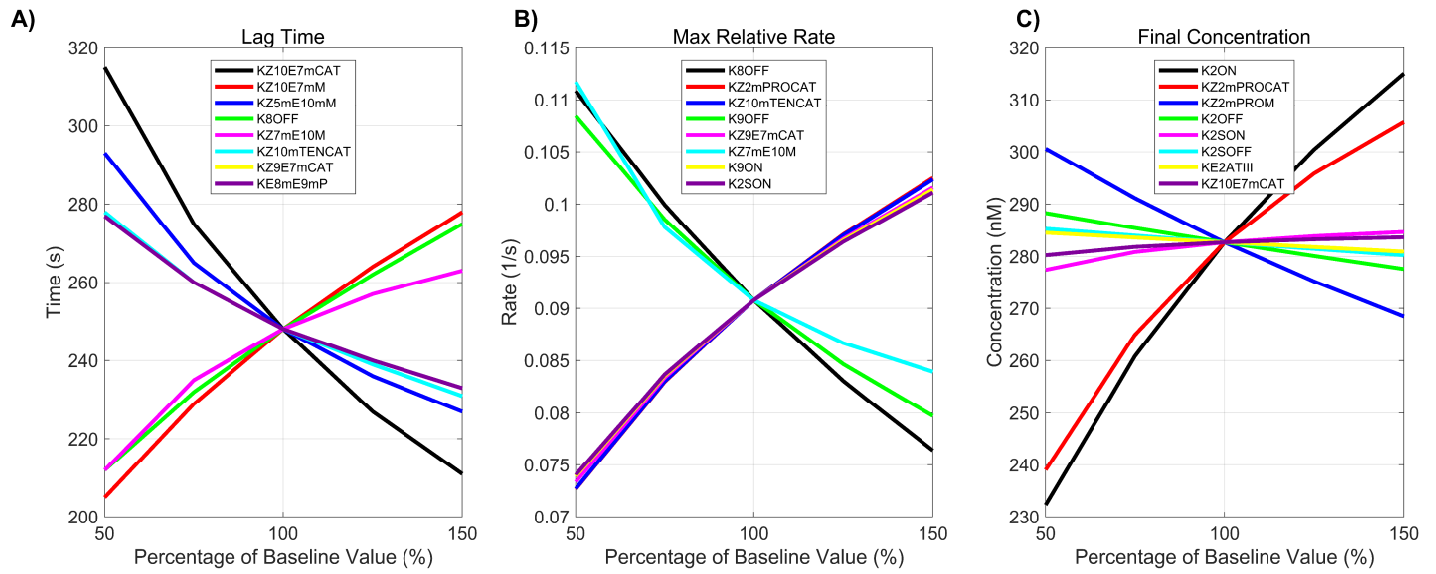 A)
Lag Time
320
300
280
260
240
220
200
50
100
150
Time (s)
Percentage of Baseline Value (%)
KZ10E7mCAT
KZ10E7mM
KZ5mE10mM
K8OFF
KZ7mE10M
KZ10mTENCAT
KZ9E7mCAT
KE8mE9mP
B)
Max Relative Rate
0.115
0.11
0.105
0.1
0.095
0.09
0.085
0.08
0.075
0.07
50
100
150
Rate (1/s)
Percentage of Baseline Value (%)
K8OFF
KZ2mPROCAT
KZ10mTENCAT
K9OFF
KZ9E7mCAT
KZ7mE10M
K9ON
K2SON
C)
Final Concentration
320
310
300
290
280
270
260
250
240
230
50
100
150
Concentration (nM)
Percentage of Baseline Value (%)
K2ON
KZ2mPROCAT
KZ2mPROM
K2OFF
K2SON
K2SOFF
KE2ATIII
KZ10E7mCAT